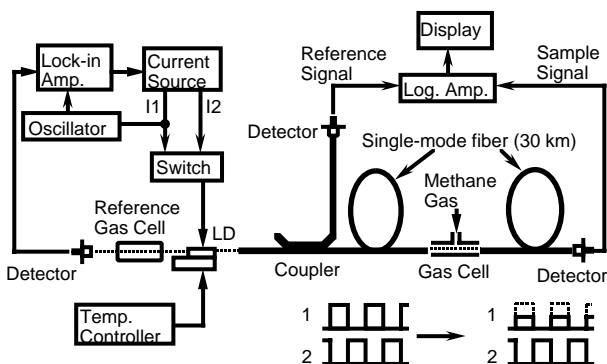 Display
Lock-in
Amp.
Current
Source
Reference
Signal
Sample
Signal
Log. Amp.
I1
I2
Oscillator
Detector
Single-mode fiber (30 km)
Switch
Methane
Gas
Reference
Gas Cell
LD
Detector
Coupler
Gas Cell
Detector
Temp.
Controller
1
2
1
2